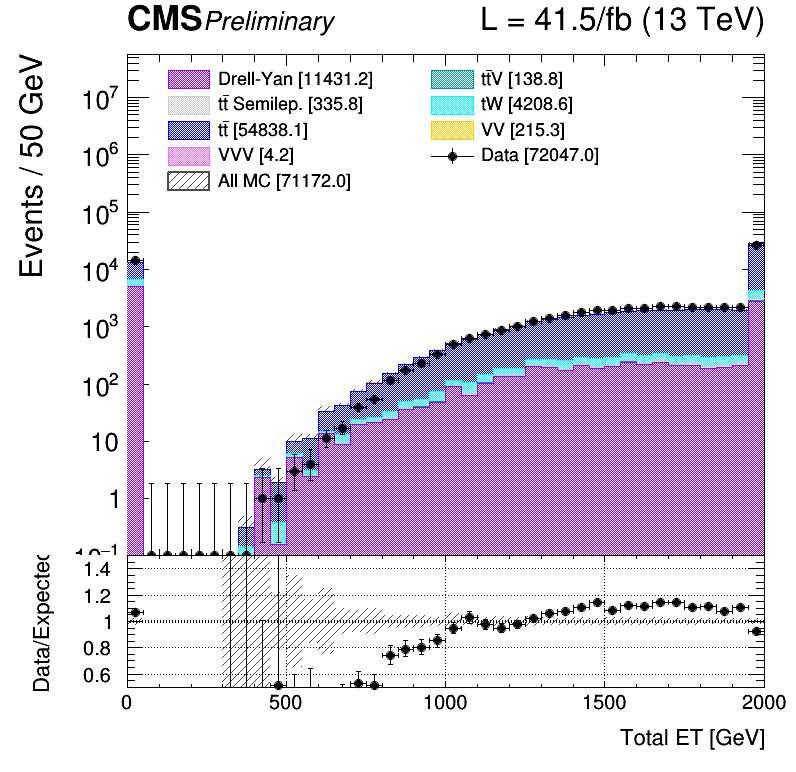 CMS Preliminary L = 41.5/fb (13 TeV)
Events / 50 GeV
Drell-Yan [11431.2]
tt̄ Semilep. [335.8]
tt̄ [54838.1]
VVV [4.2]
All MC [71172.0]
tt̄V [138.8]
tW [4208.6]
VV [215.3]
Data [72047.0]
10⁷
10⁶
10⁵
10⁴
10³
10²
10
1
10⁻¹
Data/Expected
1.4
1.2
1
0.8
0.6
0 500 1000 1500 2000
Total ET [GeV]